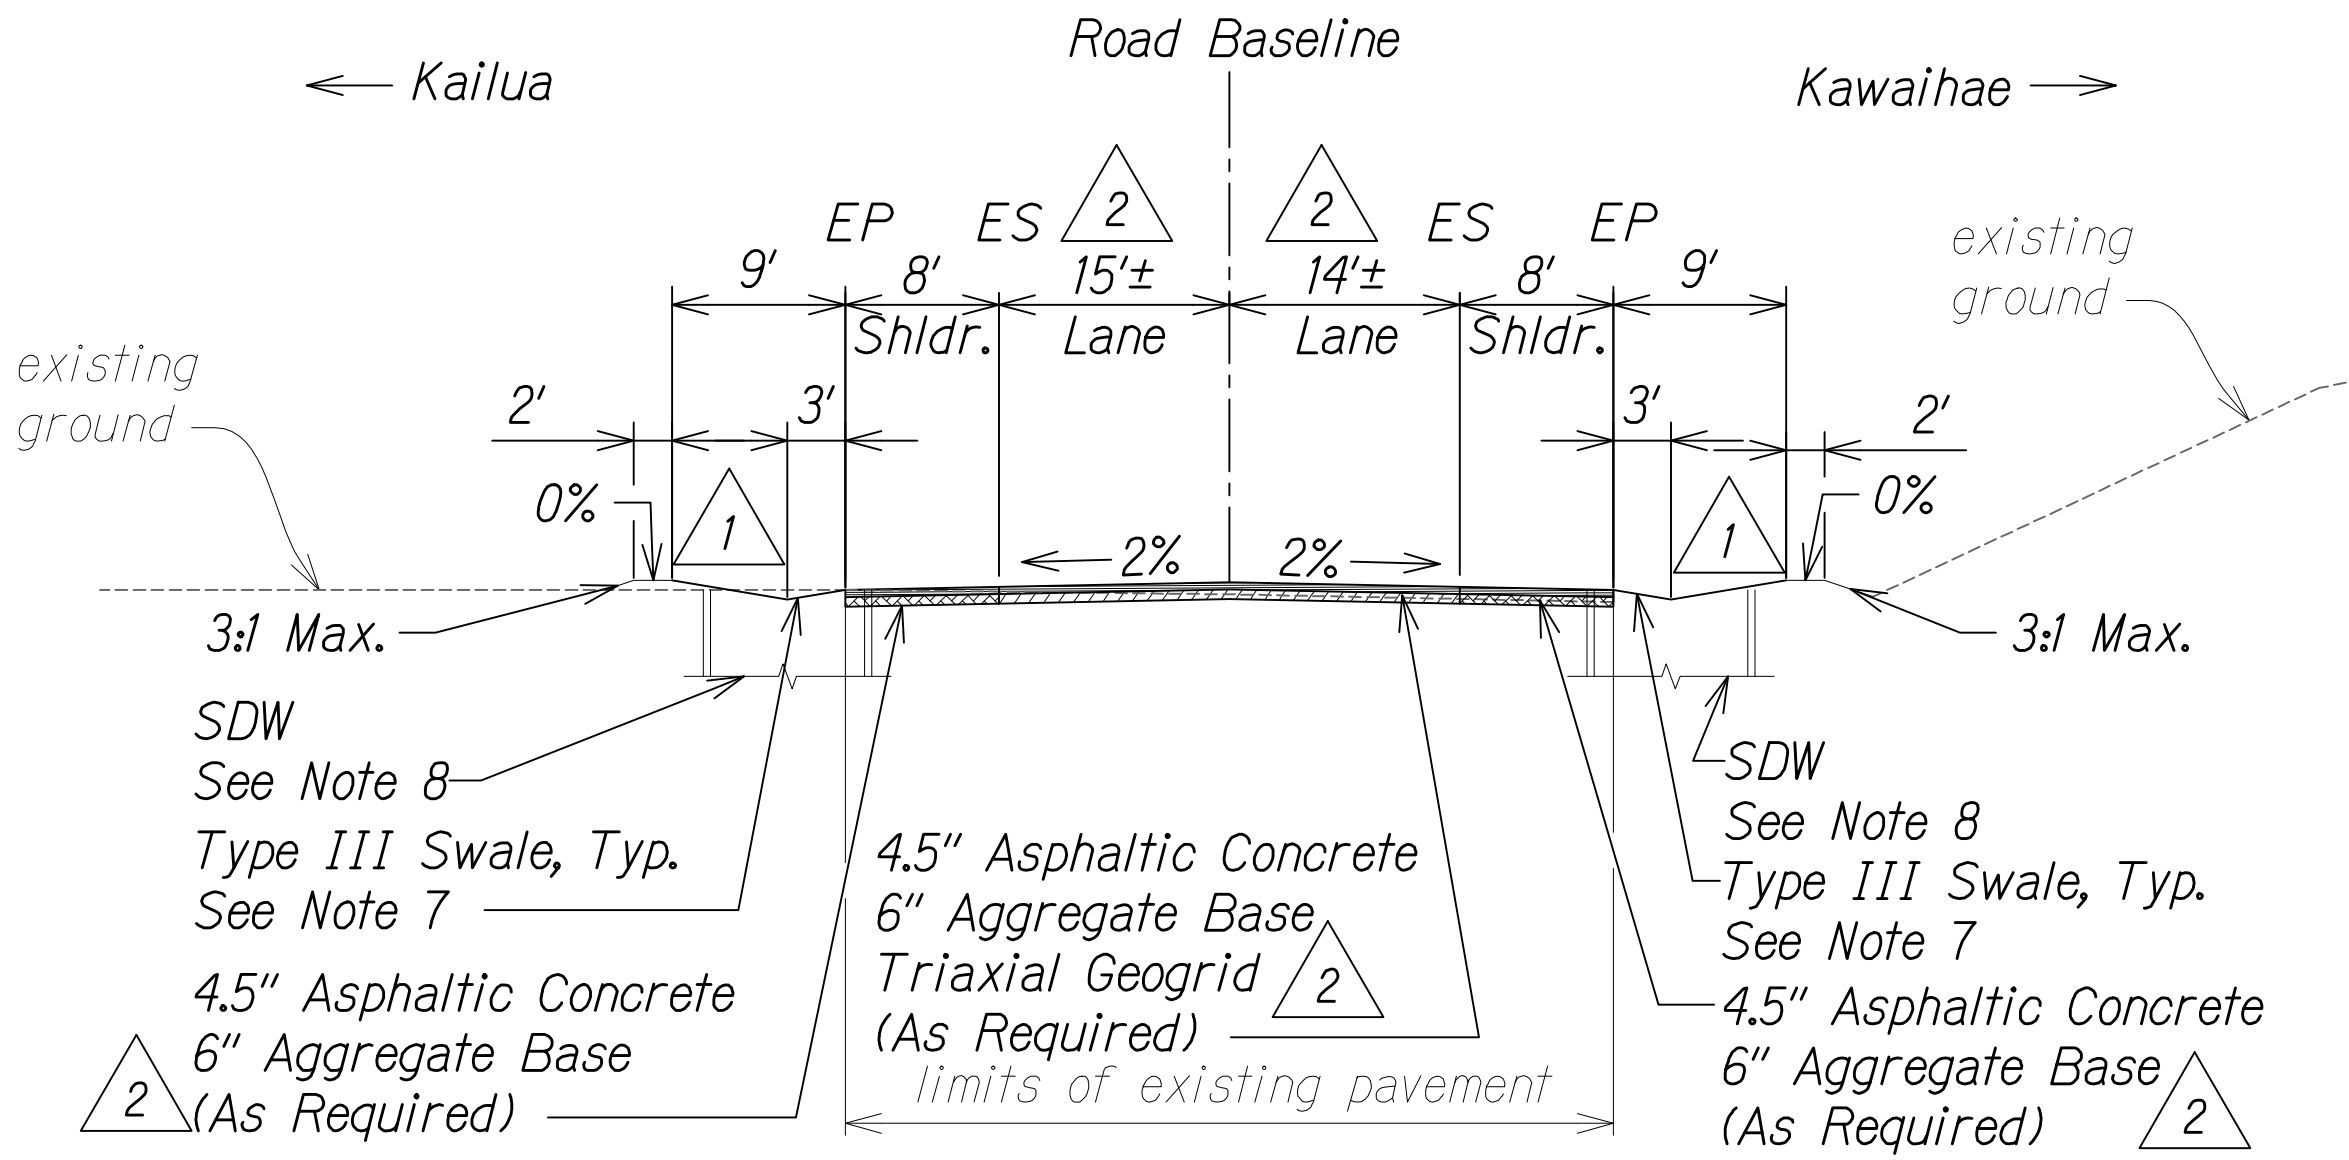 Road Baseline
Kailua
Kawaihae
2
2
EP
ES
ES
EP
9'
8'
15'±
14'±
8'
9'
Shldr.
Lane
Lane
Shldr.
existing
ground
existing
ground
2'
3'
3'
2'
0%
1
2%
2%
1
0%
3:1 Max.
3:1 Max.
SDW
See Note 8
Type III Swale, Typ.
See Note 7
4.5" Asphaltic Concrete
6" Aggregate Base
(As Required)
2
4.5" Asphaltic Concrete
6" Aggregate Base
Triaxial Geogrid
(As Required)
2
limits of existing pavement
SDW
See Note 8
Type III Swale, Typ.
See Note 7
4.5" Asphaltic Concrete
6" Aggregate Base
(As Required)
2